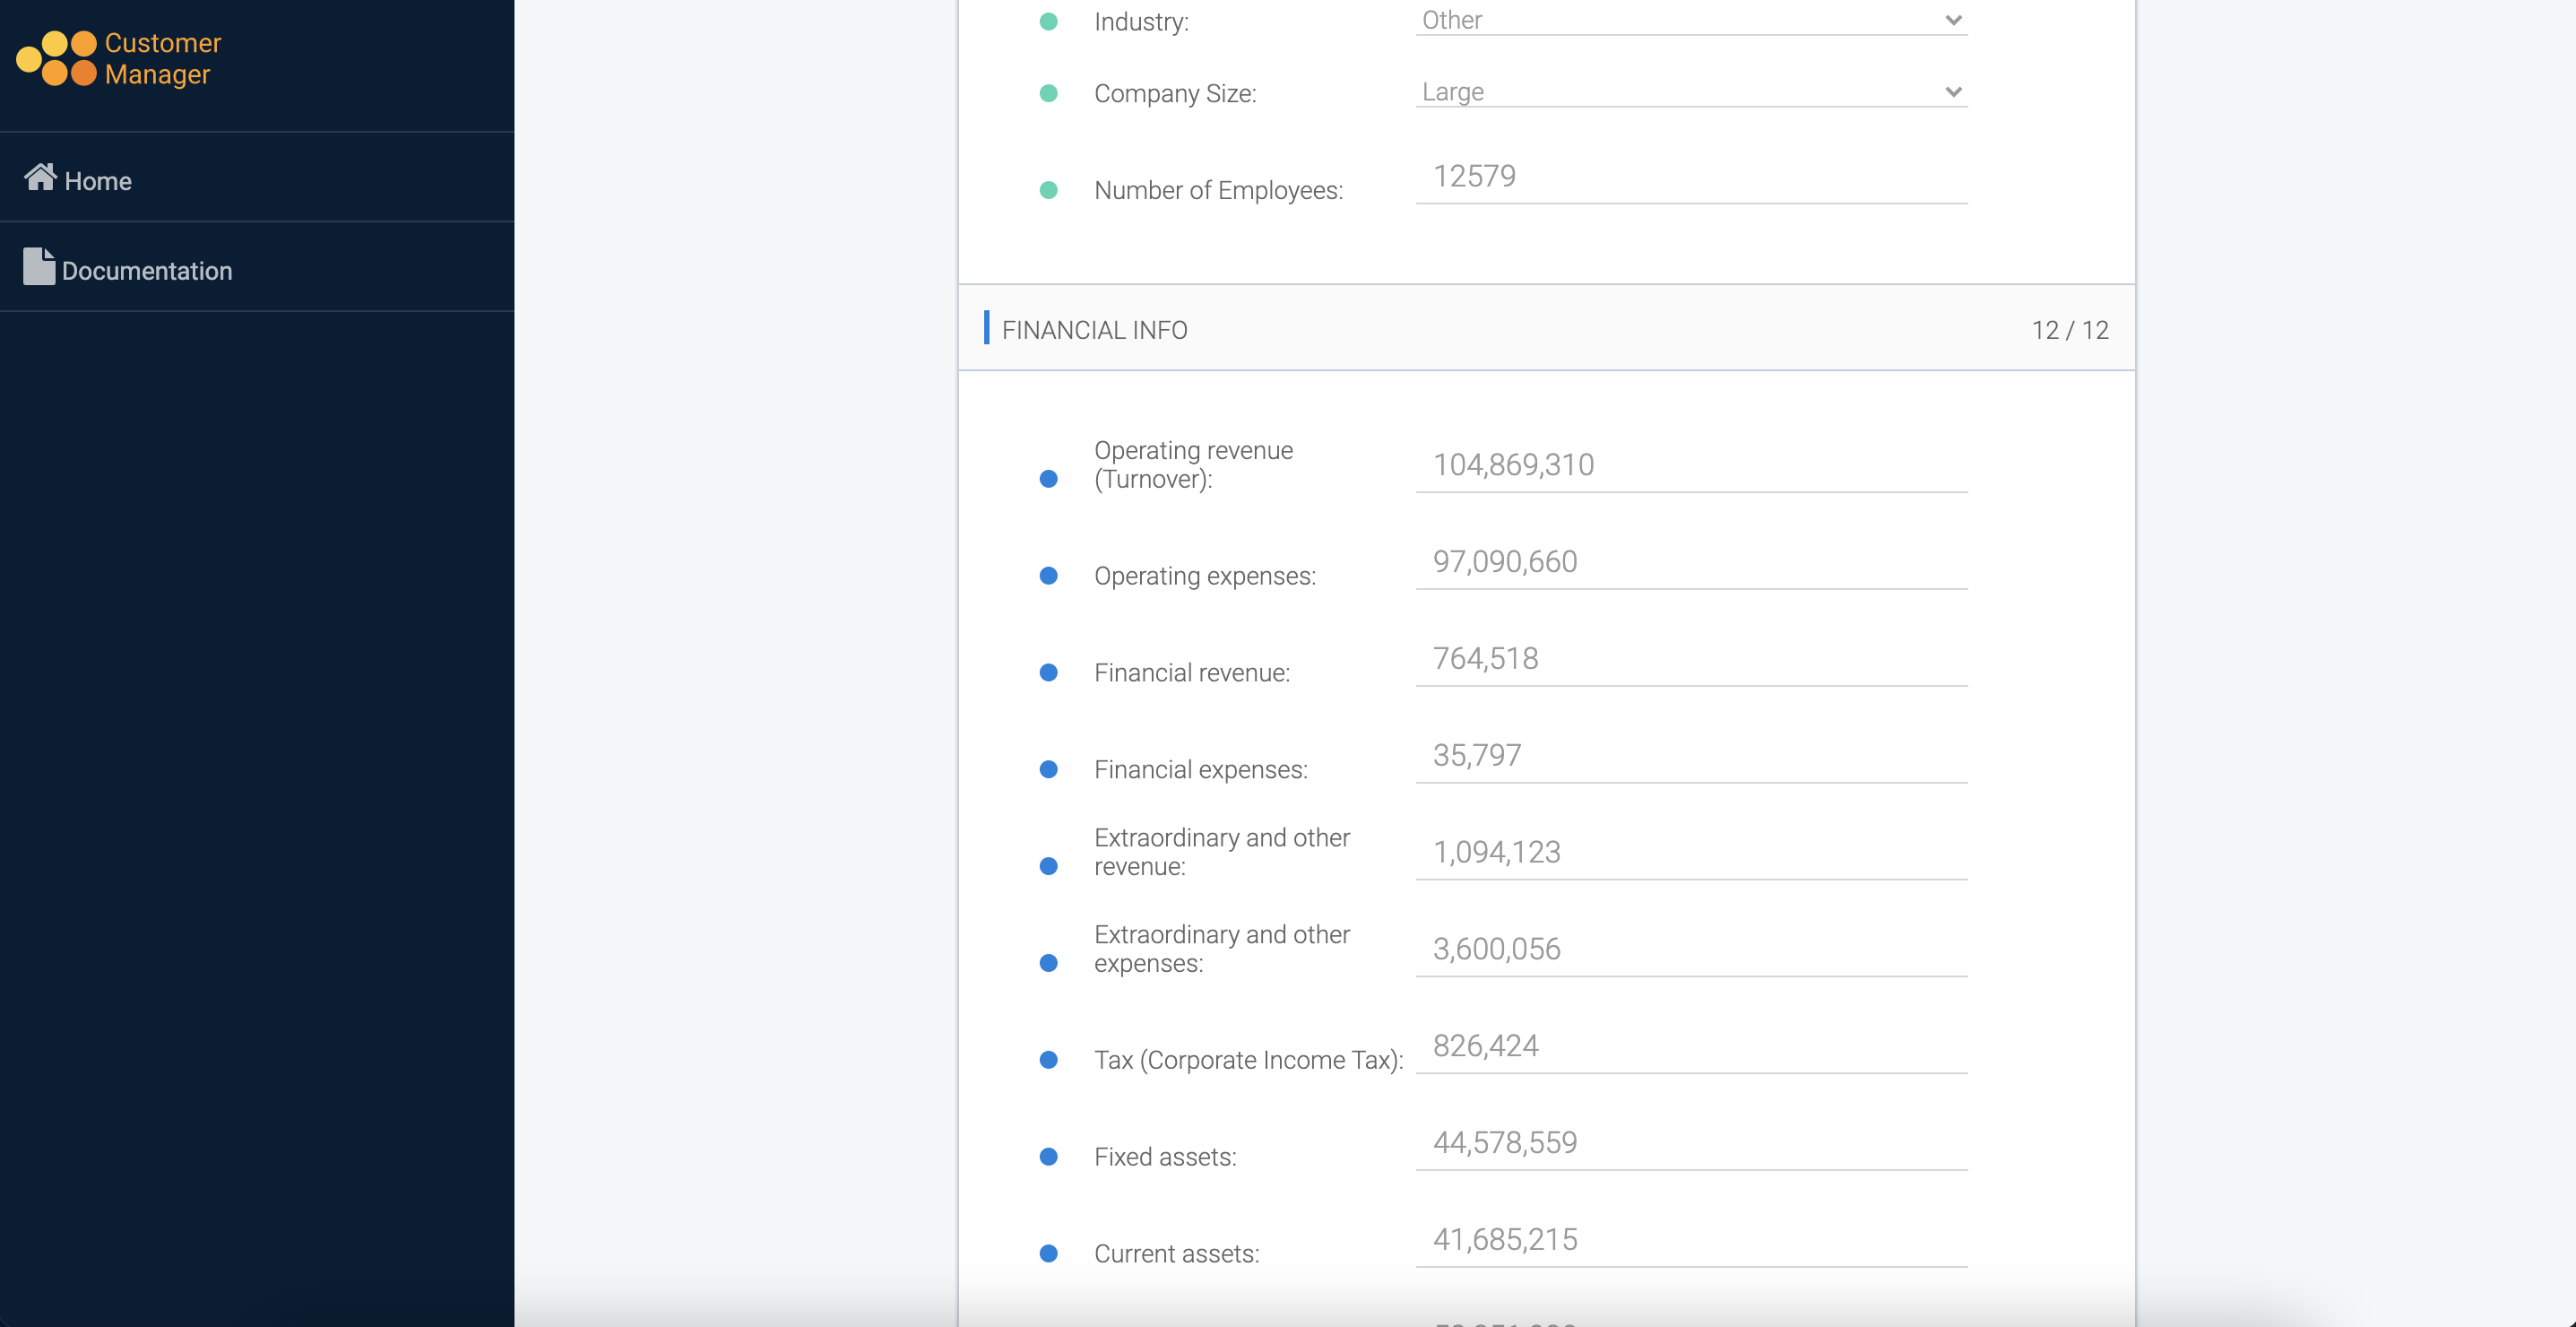 Customer
Manager
Home
Documentation
Industry: Other
Company Size: Large
Number of Employees: 12579
FINANCIAL INFO 12 / 12
Operating revenue
(Turnover): 104,869,310
Operating expenses: 97,090,660
Financial revenue: 764,518
Financial expenses: 35,797
Extraordinary and other
revenue: 1,094,123
Extraordinary and other
expenses: 3,600,056
Tax (Corporate Income Tax): 826,424
Fixed assets: 44,578,559
Current assets: 41,685,215